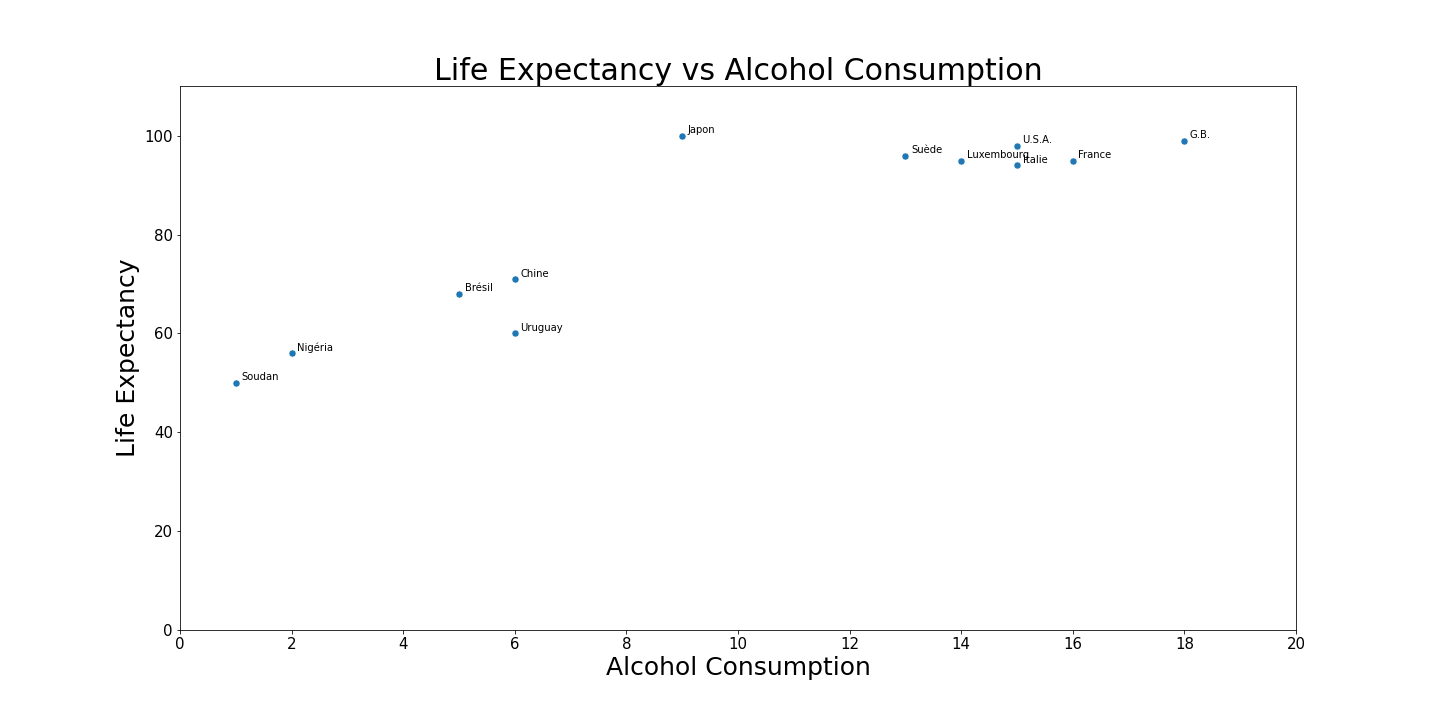 Life Expectancy vs Alcohol Consumption
100
80
60
40
20
0
Life Expectancy
Japon
G.B.
U.S.A.
Suède
Luxembourg
France
Italie
Chine
Brésil
Uruguay
Nigéria
Soudan
0 2 4 6 8 10 12 14 16 18 20
Alcohol Consumption